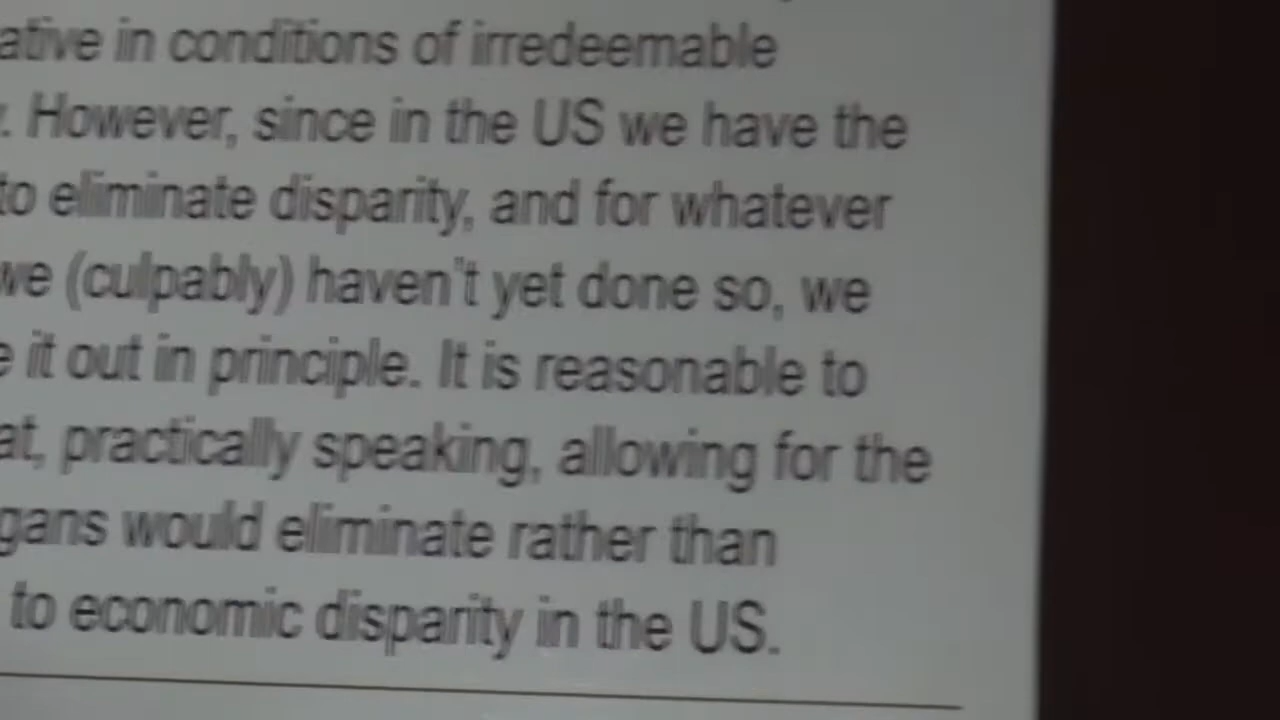 ative in conditions of irredeemable
. However, since in the US we have the
to eliminate disparity, and for whatever
we (culpably) haven't yet done so, we
e it out in principle. It is reasonable to
at, practically speaking, allowing for the
gans would eliminate rather than
to economic disparity in the US.